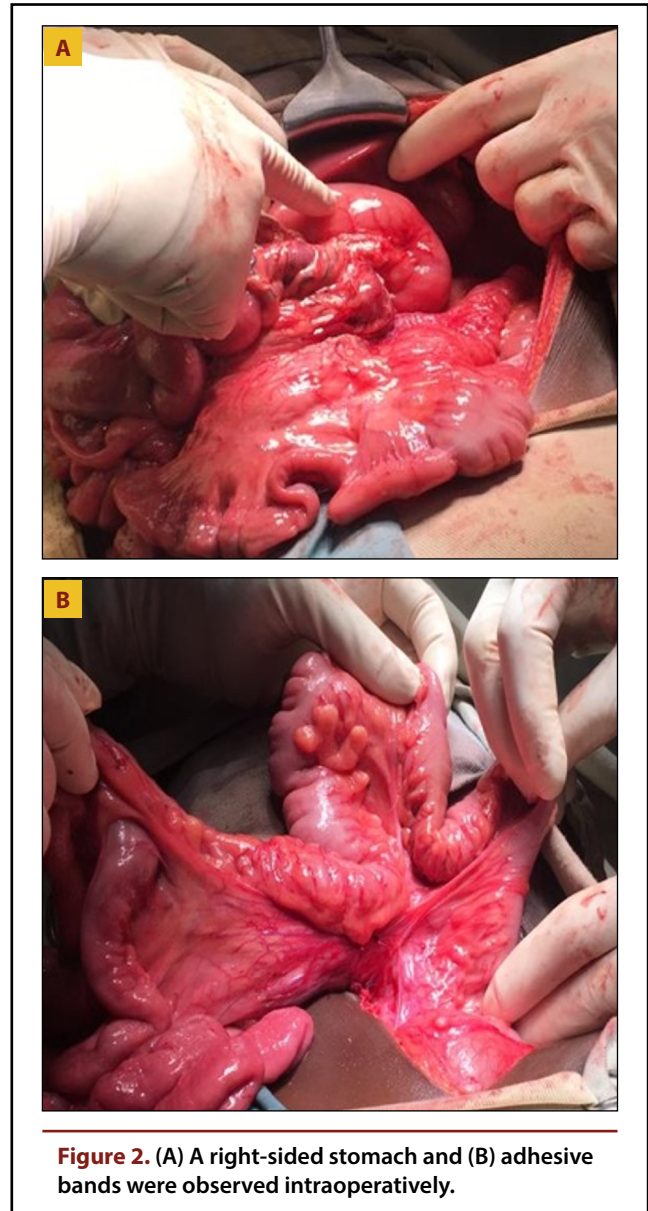 A
B
Figure 2. (A) A right-sided stomach and (B) adhesive
bands were observed intraoperatively.